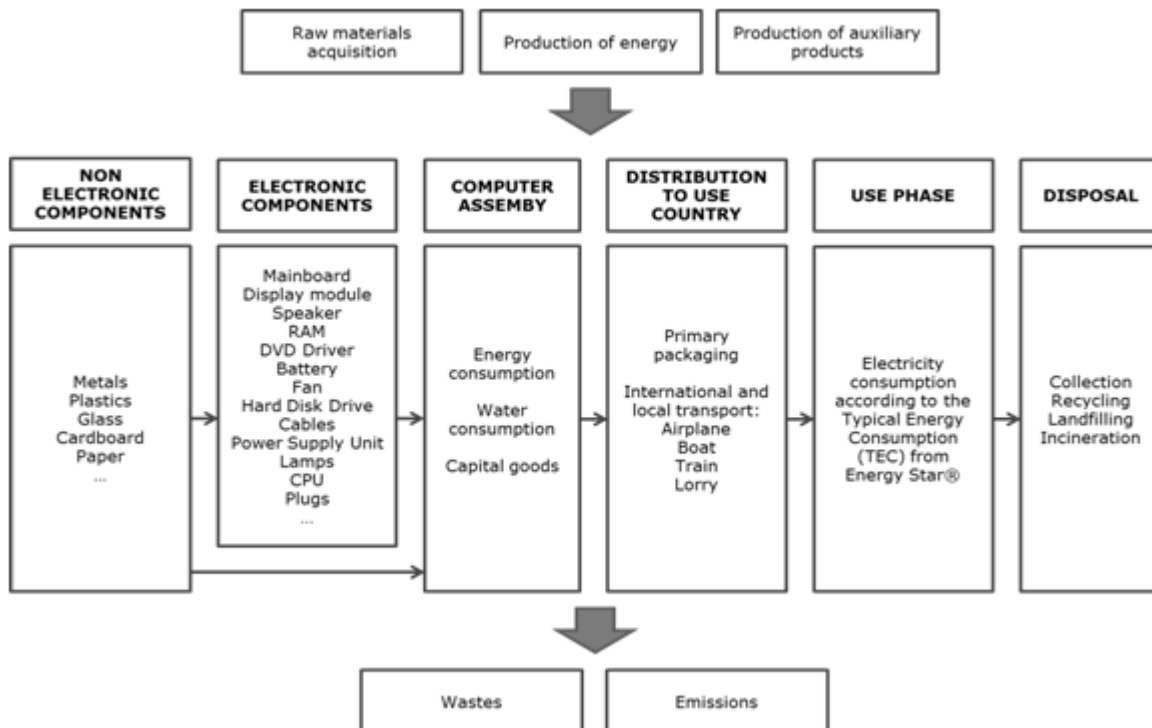 Raw materials
acquisition
Production of energy
Production of auxiliary
products
NON
ELECTRONIC
COMPONENTS
ELECTRONIC
COMPONENTS
COMPUTER
ASSEMBY
DISTRIBUTION
TO USE
COUNTRY
USE PHASE
DISPOSAL
Metals
Plastics
Glass
Cardboard
Paper
...
Mainboard
Display module
Speaker
RAM
DVD Driver
Battery
Fan
Hard Disk Drive
Cables
Power Supply Unit
Lamps
CPU
Plugs
...
Energy
consumption
Water
consumption
Capital goods
Primary
packaging
International and
local transport:
Airplane
Boat
Train
Lorry
Electricity
consumption
according to the
Typical Energy
Consumption
(TEC) from
Energy Star®
Collection
Recycling
Landfilling
Incineration
Wastes
Emissions